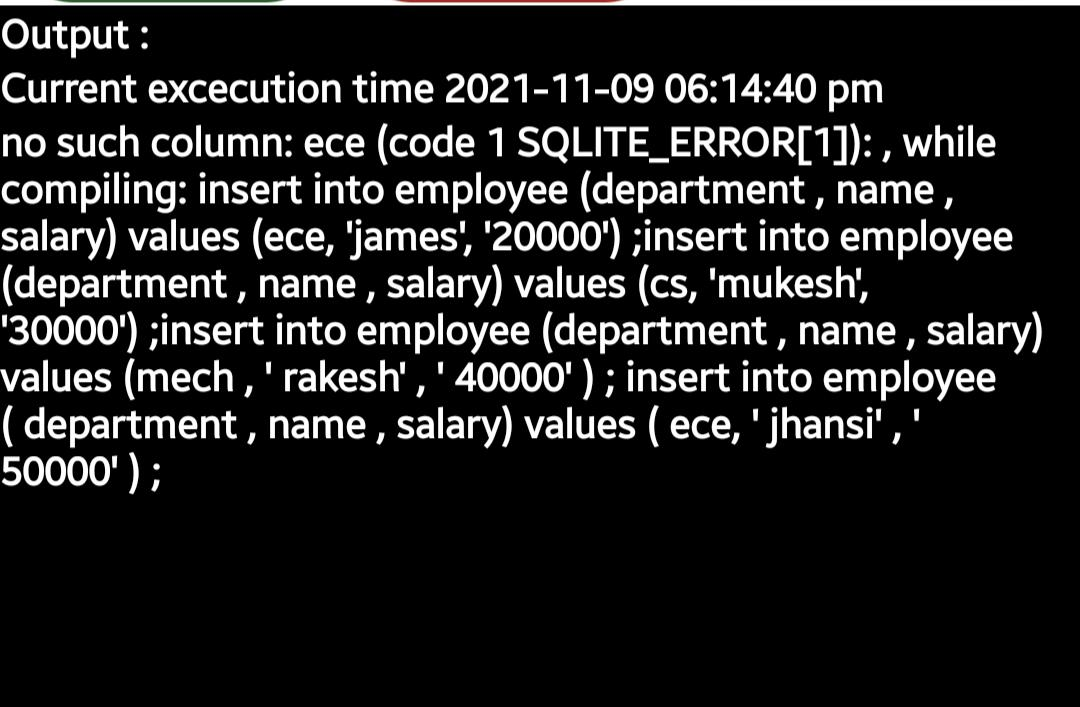 Output :
Current excecution time 2021-11-09 06:14:40 pm
no such column: ece (code 1 SQLITE_ERROR[1]): , while
compiling: insert into employee (department , name ,
salary) values (ece, 'james', '20000') ;insert into employee
(department , name , salary) values (cs, 'mukesh',
'30000') ;insert into employee (department , name , salary)
values (mech , ' rakesh' , ' 40000' ) ; insert into employee
( department , name , salary) values ( ece, ' jhansi' , '
50000' ) ;